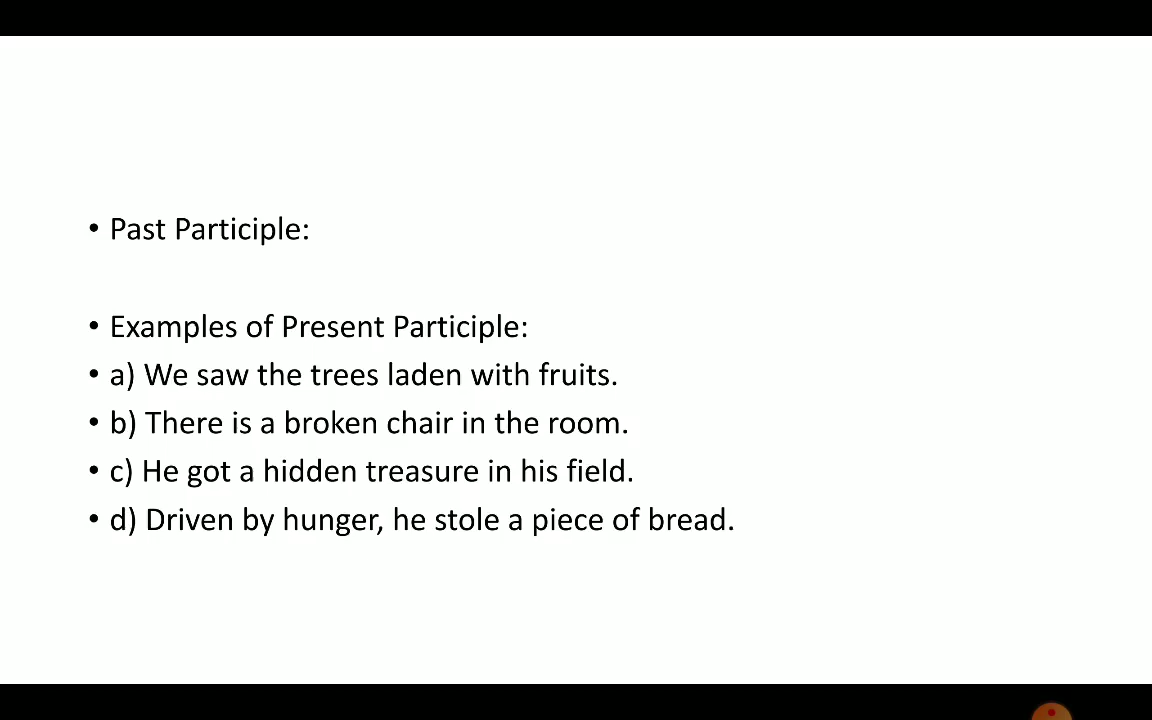 • Past Participle:
• Examples of Present Participle:
• a) We saw the trees laden with fruits.
• b) There is a broken chair in the room.
• c) He got a hidden treasure in his field.
• d) Driven by hunger, he stole a piece of bread.